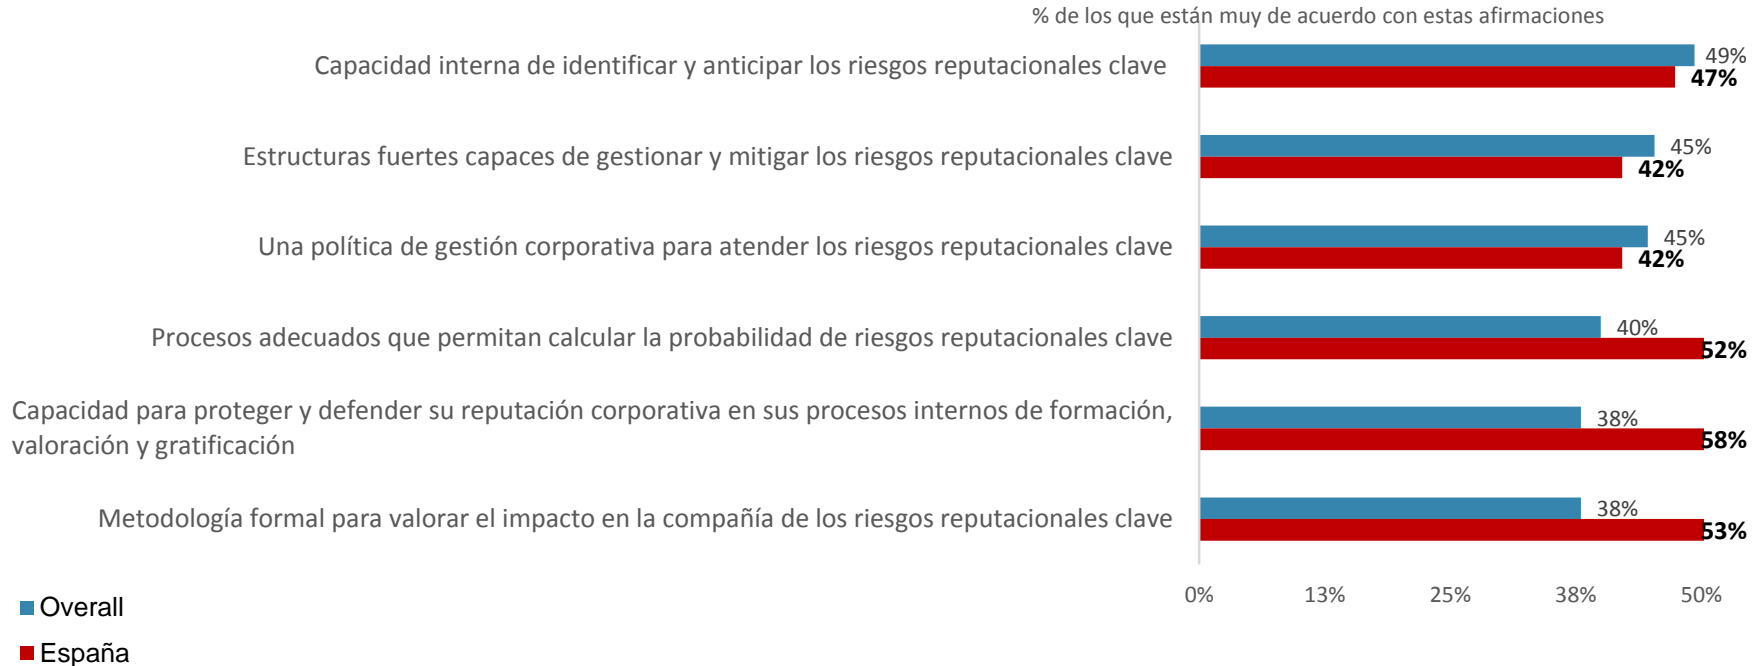 % de los que están muy de acuerdo con estas afirmaciones
Capacidad interna de identificar y anticipar los riesgos reputacionales clave
49%
47%
Estructuras fuertes capaces de gestionar y mitigar los riesgos reputacionales clave
45%
42%
Una política de gestión corporativa para atender los riesgos reputacionales clave
45%
42%
Procesos adecuados que permitan calcular la probabilidad de riesgos reputacionales clave
40%
52%
Capacidad para proteger y defender su reputación corporativa en sus procesos internos de formación,
valoración y gratificación
38%
58%
Metodología formal para valorar el impacto en la compañía de los riesgos reputacionales clave
38%
53%
0% 13% 25% 38% 50%
Overall
España